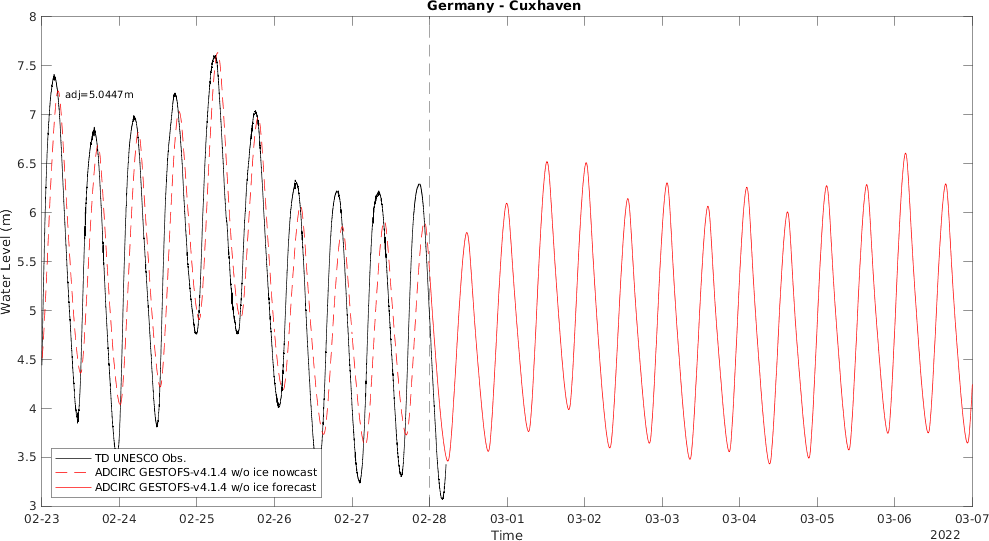 Germany - Cuxhaven
Water Level (m)
8
7.5
7
6.5
6
5.5
5
4.5
4
3.5
3
adj=5.0447m
TD UNESCO Obs.
ADCIRC GESTOFS-v4.1.4 w/o ice nowcast
ADCIRC GESTOFS-v4.1.4 w/o ice forecast
02-23 02-24 02-25 02-26 02-27 02-28 03-01 03-02 03-03 03-04 03-05 03-06 03-07
Time
2022